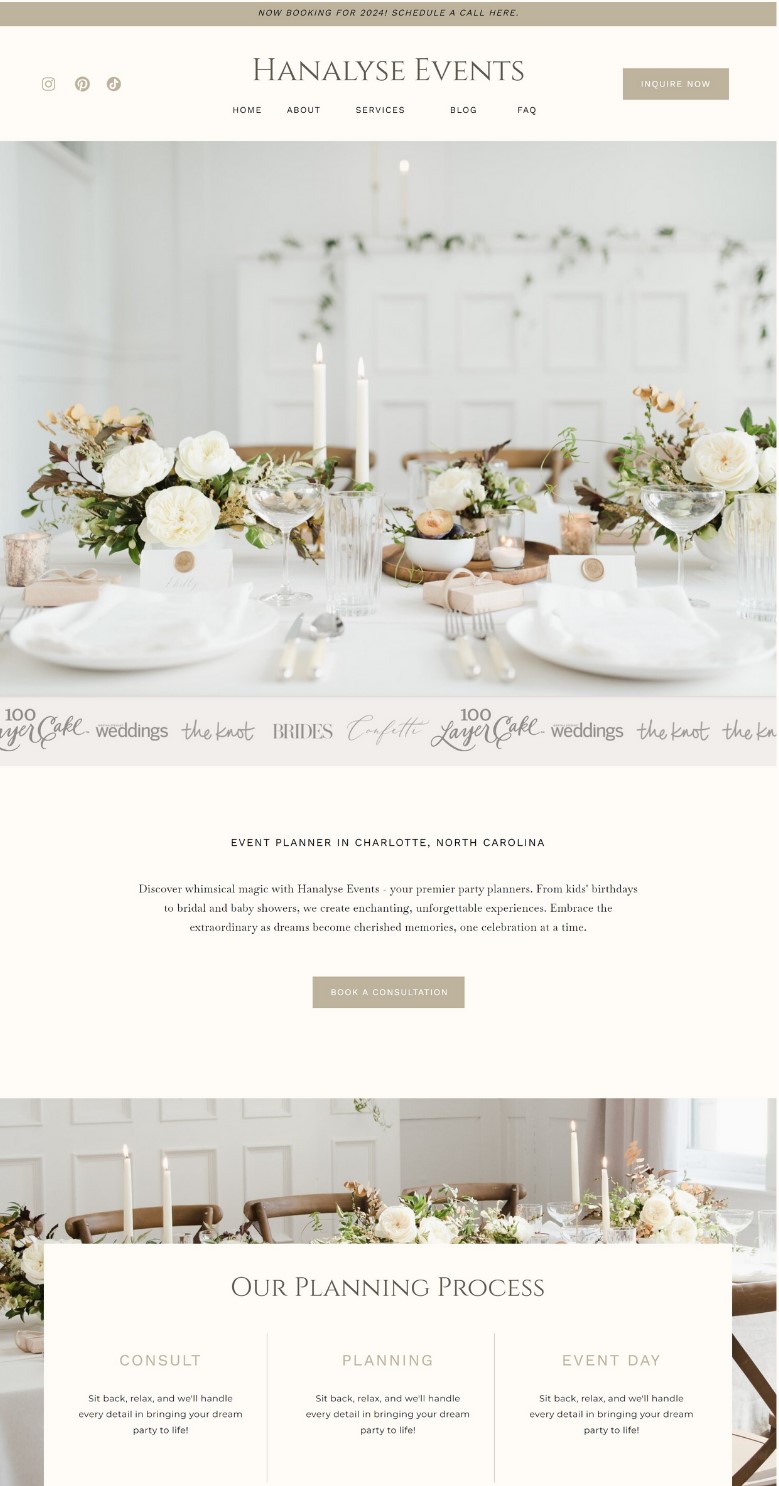 NOW BOOKING FOR 2024! SCHEDULE A CALL HERE.
HANALYSE EVENTS
INQUIRE NOW
HOME ABOUT SERVICES BLOG FAQ
100 Layer Cake weddings the knot BRIDES Confetti 100 Layer Cake weddings the knot the kn
EVENT PLANNER IN CHARLOTTE, NORTH CAROLINA
Discover whimsical magic with Hanalyse Events - your premier party planners. From kids' birthdays
to bridal and baby showers, we create enchanting, unforgettable experiences. Embrace the
extraordinary as dreams become cherished memories, one celebration at a time.
BOOK A CONSULTATION
OUR PLANNING PROCESS
CONSULT
Sit back, relax, and we'll handle
every detail in bringing your dream
party to life!
PLANNING
Sit back, relax, and we'll handle
every detail in bringing your dream
party to life!
EVENT DAY
Sit back, relax, and we'll handle
every detail in bringing your dream
party to life!